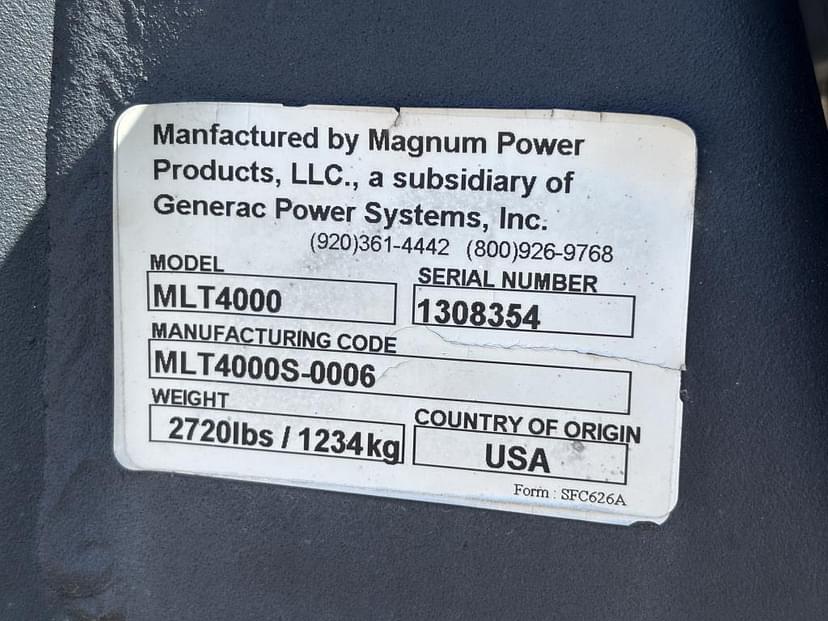 Manfactured by Magnum Power
Products, LLC., a subsidiary of
Generac Power Systems, Inc.
(920)361-4442 (800)926-9768
MODEL SERIAL NUMBER
MLT4000 1308354
MANUFACTURING CODE
MLT4000S-0006
WEIGHT COUNTRY OF ORIGIN
2720lbs / 1234kg USA
Form : SFC626A